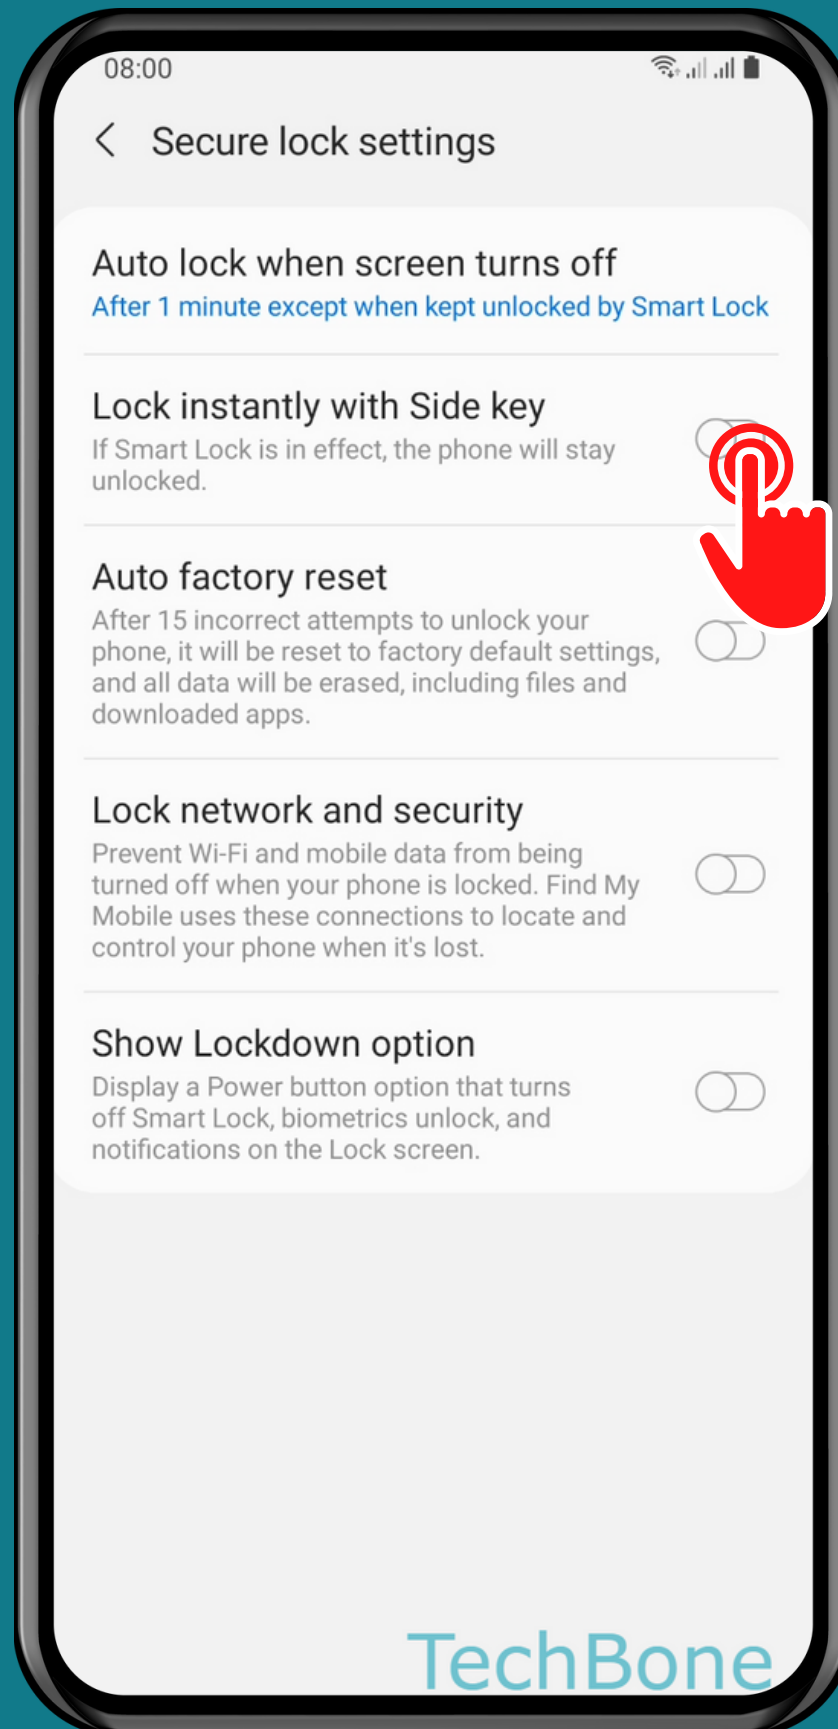 08:00
Secure lock settings
Auto lock when screen turns off
After 1 minute except when kept unlocked by Smart Lock
Lock instantly with Side key
If Smart Lock is in effect, the phone will stay
unlocked.
Auto factory reset
After 15 incorrect attempts to unlock your
phone, it will be reset to factory default settings,
and all data will be erased, including files and
downloaded apps.
Lock network and security
Prevent Wi-Fi and mobile data from being
turned off when your phone is locked. Find My
Mobile uses these connections to locate and
control your phone when it's lost.
Show Lockdown option
Display a Power button option that turns
off Smart Lock, biometrics unlock, and
notifications on the Lock screen.
TechBone